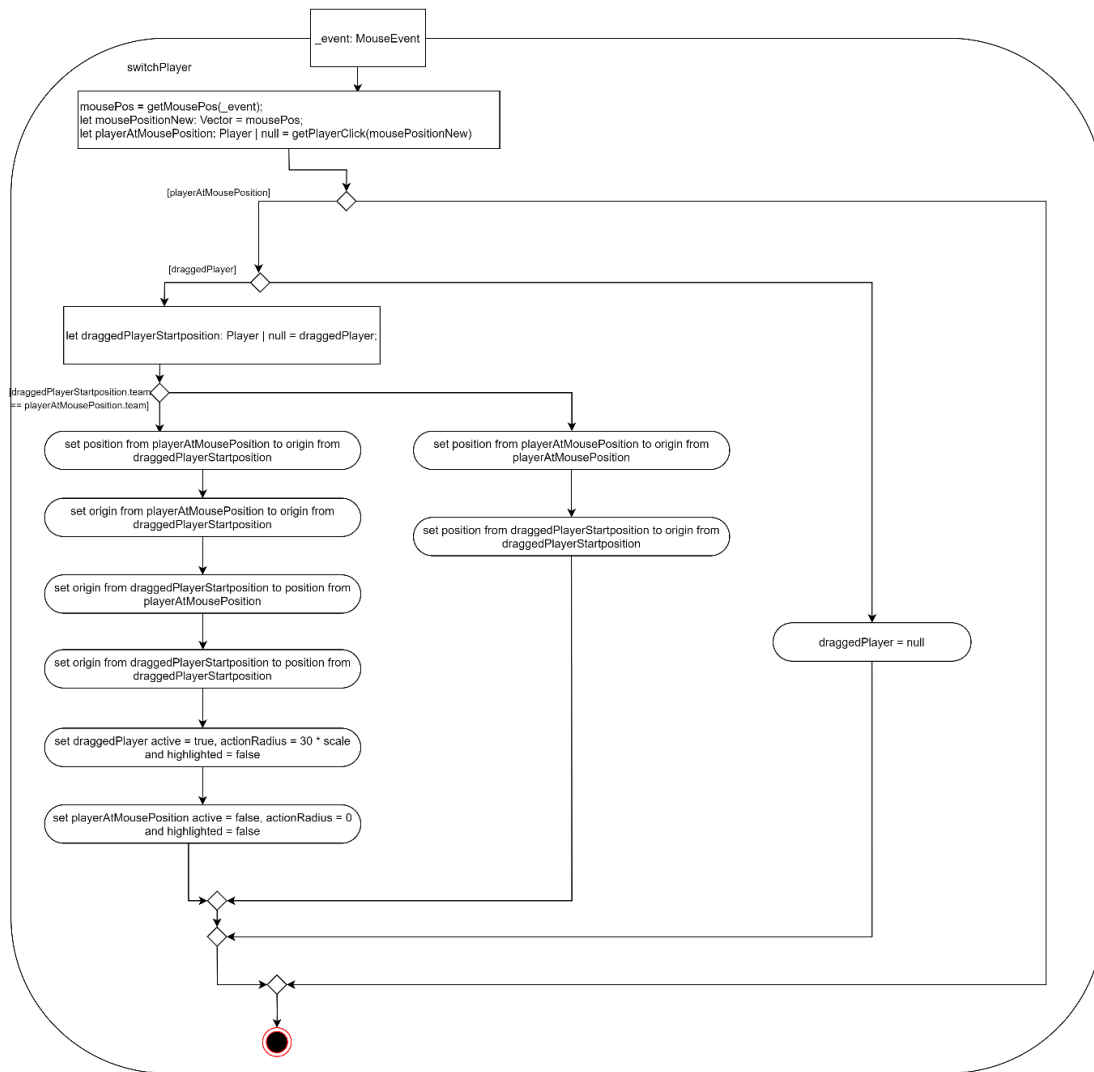 _event: MouseEvent
switchPlayer
mousePos = getMousePos(_event);
let mousePositionNew: Vector = mousePos;
let playerAtMousePosition: Player | null = getPlayerClick(mousePositionNew)
[playerAtMousePosition]
[draggedPlayer]
let draggedPlayerStartposition: Player | null = draggedPlayer;
[draggedPlayerStartposition.team
== playerAtMousePosition.team]
set position from playerAtMousePosition to origin from
draggedPlayerStartposition
set position from playerAtMousePosition to origin from
playerAtMousePosition
set origin from playerAtMousePosition to origin from
draggedPlayerStartposition
set position from draggedPlayerStartposition to origin from
draggedPlayerStartposition
set origin from draggedPlayerStartposition to position from
playerAtMousePosition
draggedPlayer = null
set origin from draggedPlayerStartposition to position from
draggedPlayerStartposition
set draggedPlayer active = true, actionRadius = 30 * scale
and highlighted = false
set playerAtMousePosition active = false, actionRadius = 0
and highlighted = false